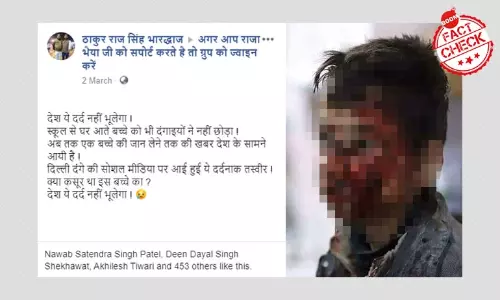 ठाकुर राज सिंह भारद्धाज ▸ अगर आप राजा
भेया जी को सपोर्ट करते हे तो ग्रुप को ज्वाइन
करें
2 March ·
देश ये दर्द नहीं भूलेगा ।
स्कूल से घर आते बच्चे को भी दंगाइयों ने नहीं छोड़ा ।
अब तक एक बच्चे की जान लेने तक की खबर देश के सामने
आयी है ।
दिल्ली दंगे की सोशल मीडिया पर आई हुई ये दर्दनाक तस्वीर ।
क्या कसूर था इस बच्चे का ?
देश ये दर्द नहीं भूलेगा । 😢
Nawab Satendra Singh Patel, Deen Dayal Singh
Shekhawat, Akhilesh Tiwari and 453 others like this.
BOOM
FACT
CHECK